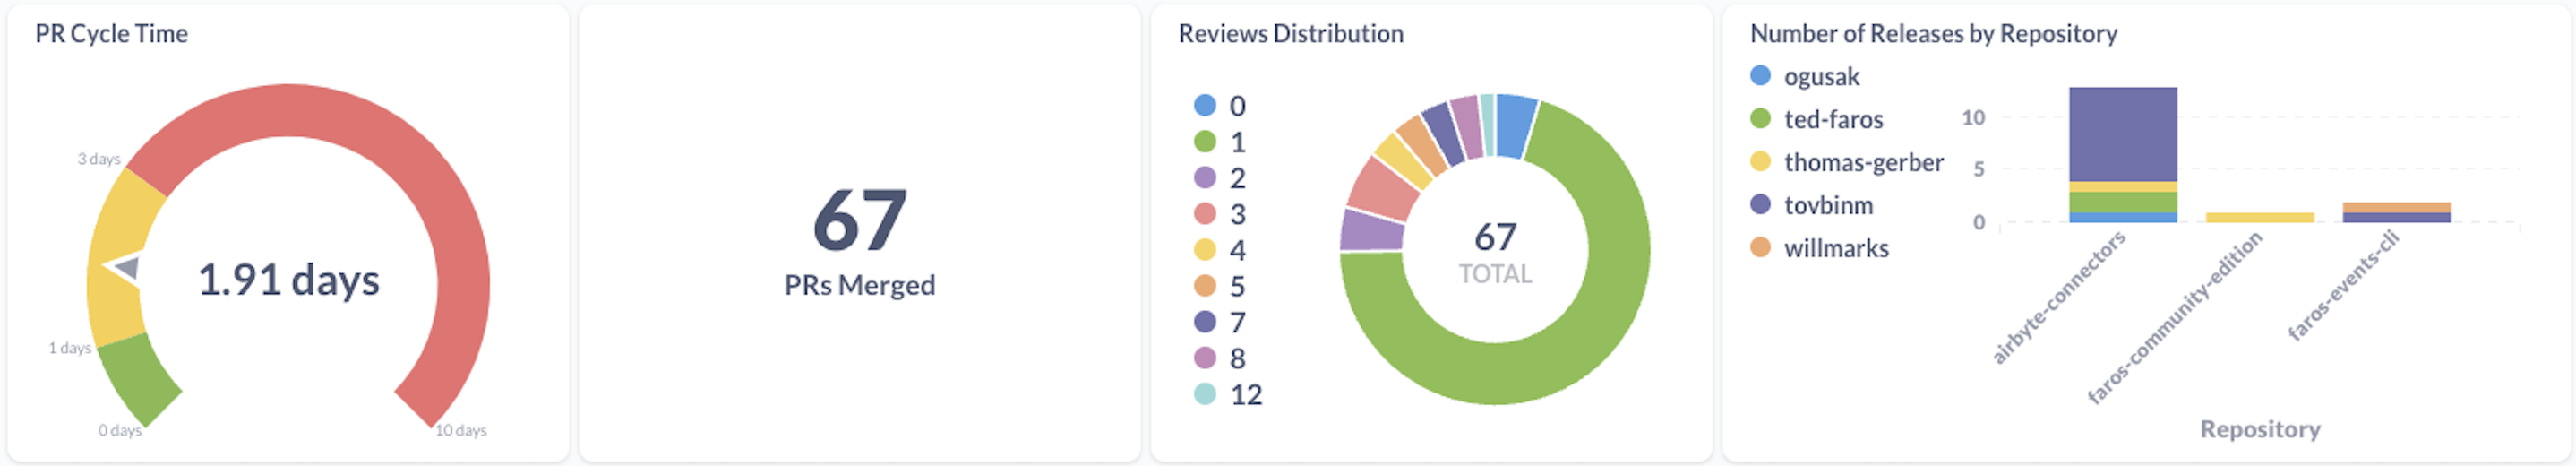 PR Cycle Time
3 days
1.91 days
1 days
0 days
10 days
67
PRs Merged
Reviews Distribution
0
1
2
3
4
5
7
8
12
67
TOTAL
Number of Releases by Repository
ogusak
ted-faros
thomas-gerber
tovbinm
willmarks
10
5
0
airbyte-connectors
faros-community-edition
faros-events-cli
Repository